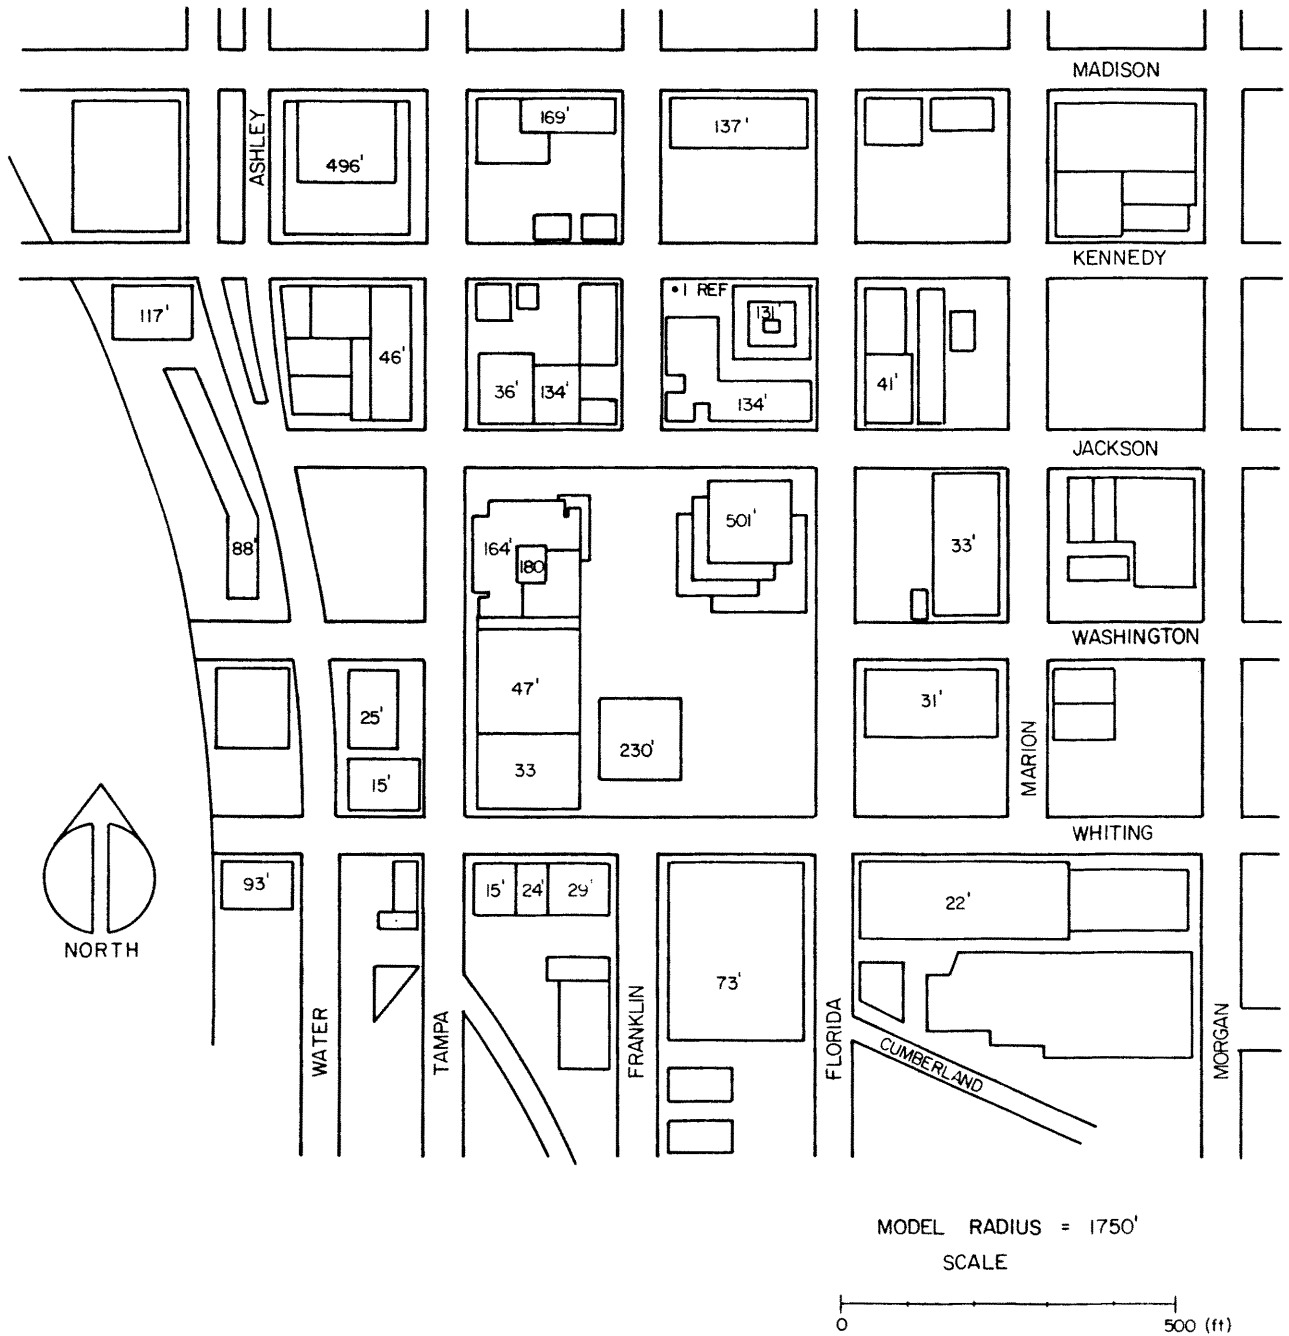 MADISON
ASHLEY
496'
169'
137'
KENNEDY
117'
46'
36'
134'
1 REF
131'
134'
41'
JACKSON
88'
164'
180
501'
33'
WASHINGTON
25'
15'
47'
33
230'
31'
MARION
WHITING
NORTH
93'
15'
24'
29'
73'
22'
WATER
TAMPA
FRANKLIN
FLORIDA
CUMBERLAND
MORGAN
MODEL RADIUS = 1750'
SCALE
0 500 (ft)